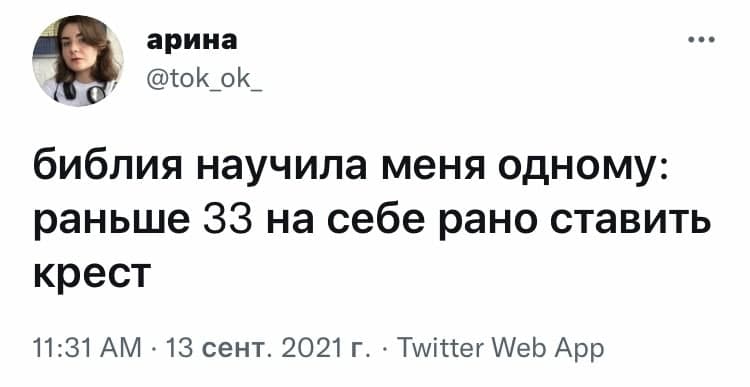 арина
@tok_ok_
библия научила меня одному:
раньше 33 на себе рано ставить
крест
11:31 AM · 13 сент. 2021 г. · Twitter Web App